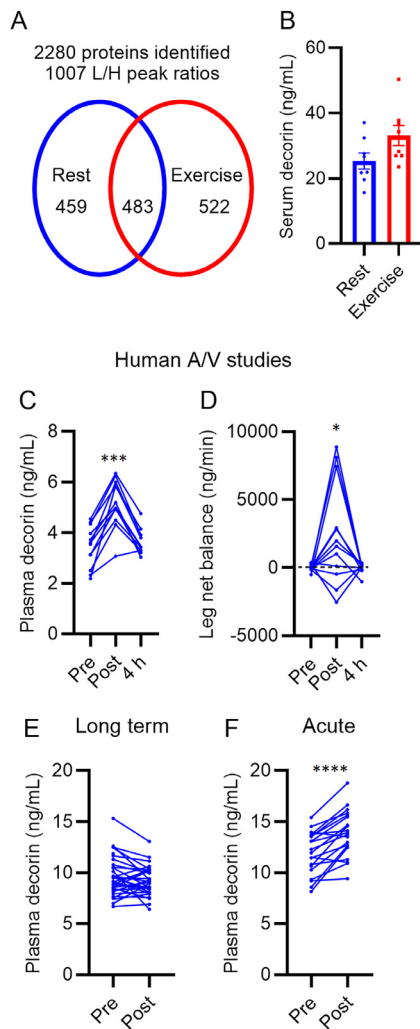 A
2280 proteins identified
1007 L/H peak ratios
Rest
Exercise
459
483
522
B
Serum decorin (ng/mL)
60
40
20
0
Rest
Exercise
Human A/V studies
C
Plasma decorin (ng/mL)
8
6
4
2
0
***
Pre
Post
4 h
D
Leg net balance (ng/min)
10000
5000
0
-5000
*
Pre
Post
4 h
E
Long term
Plasma decorin (ng/mL)
20
15
10
5
0
Pre
Post
F
Acute
Plasma decorin (ng/mL)
20
15
10
5
0
****
Pre
Post